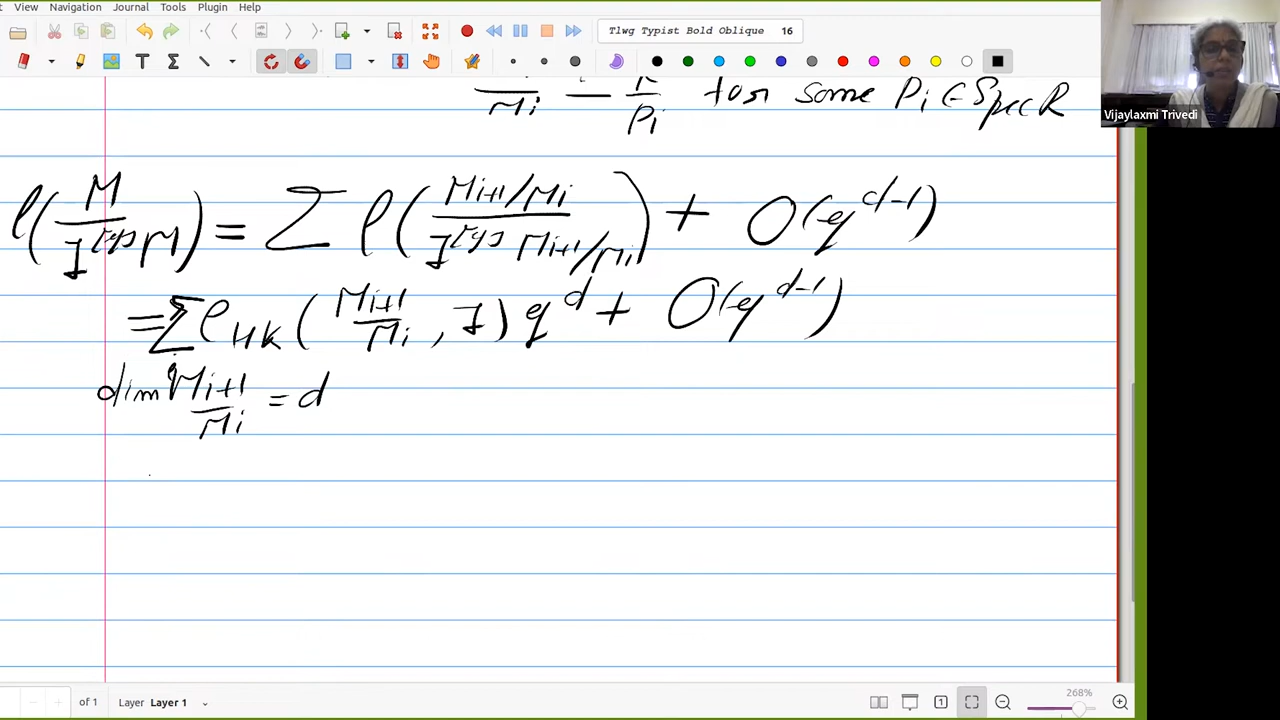 View Navigation Journal Tools Plugin Help
Tlwg Typist Bold Oblique 16
Vijaylaxmi Trivedi
/Mi = R/Pi for some Pi ∈ Spec R
l(M/I^[q]M) = Σ l((Mi+1/Mi)/(I^[q] Mi+1/Mi)) + O(q^{d-1})
= Σ e_HK(Mi+1/Mi, I) q^d + O(q^{d-1})
dim Mi+1/Mi = d
of 1 Layer Layer 1 268%